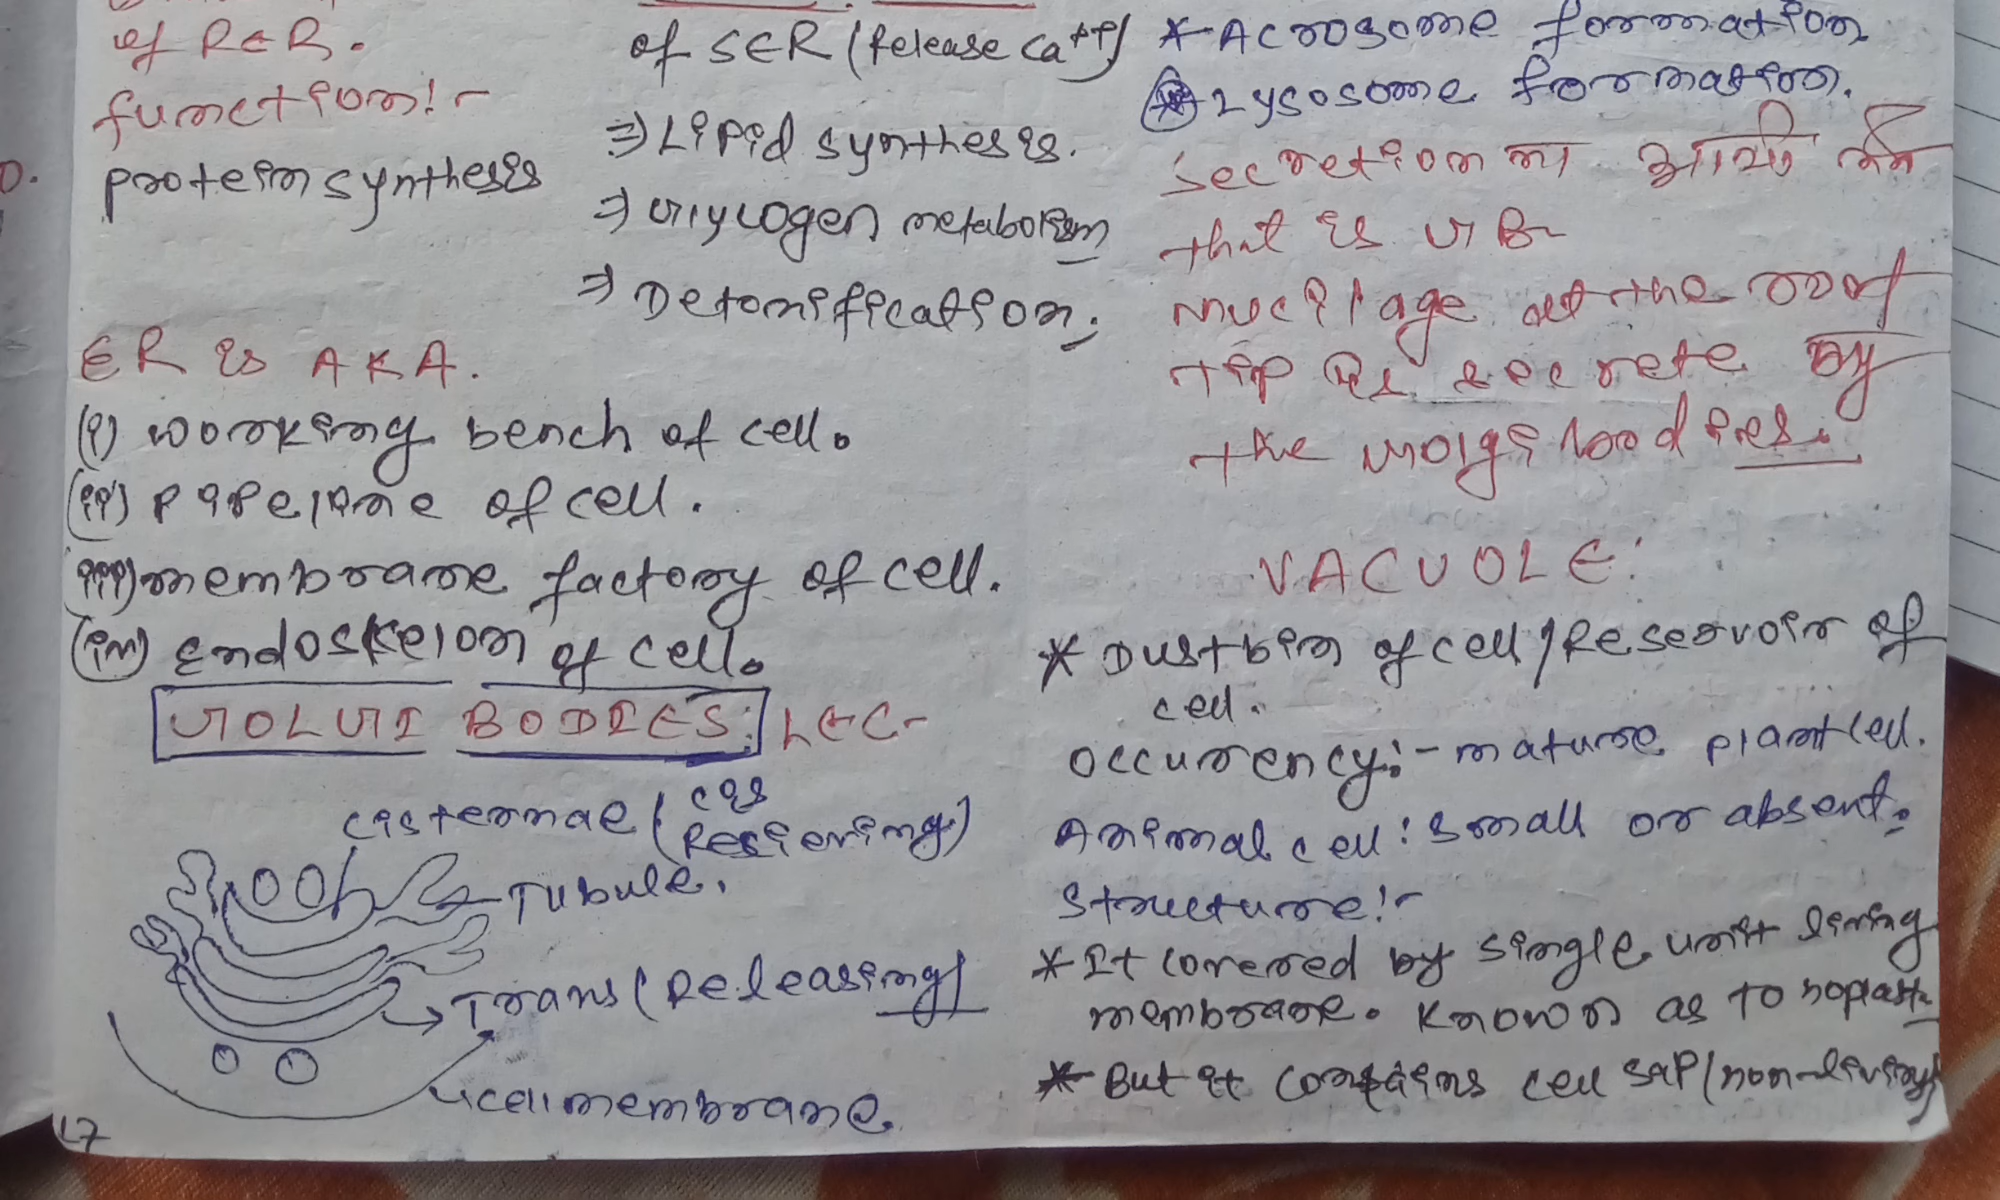 of RER.
function:-
protein synthesis
of SER (Release Ca++)
⇒ Lipid synthesis.
⇒ Glycogen metabolism
⇒ Detoxification.
ER is AKA.
(i) working bench of cell.
(ii) pipeline of cell.
(iii) membrane factory of cell.
(iv) Endoskelon of cell.
GOLGI BODIES:
cisternae (cis
Resieving)
Tubule.
Trans (Releasing)
cell membrane.
17
* Acrosome formation
* Lysosome formation.
secretion का
that is GB-
mucilage at the root
tip is secrete by
the golgi bodies.
VACUOLE:
* Dustbin of cell / Reservoir of
cell.
occurrency:- mature plant cell.
Animal cell: small or absent.
structure:-
* It covered by single unit living
membrane. Known as tonoplast
* But it contains cell sap (non-living)